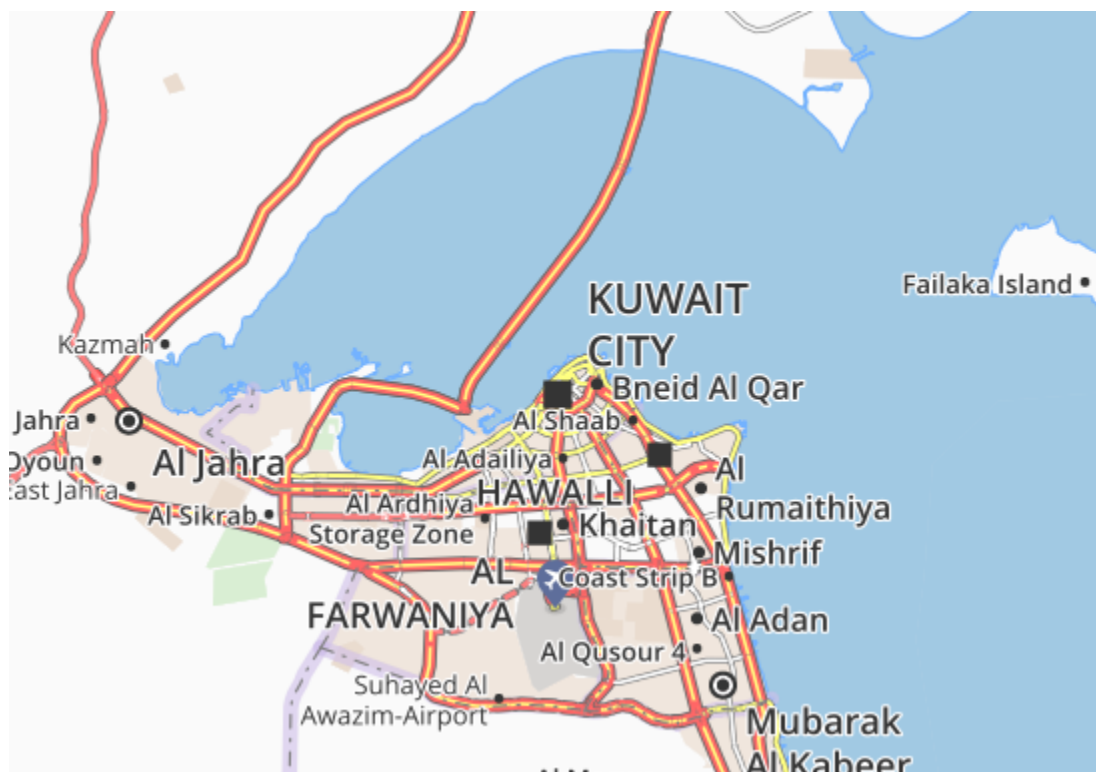 KUWAIT
CITY
Failaka Island
Kazmah
Bneid Al Qar
Jahra
Al Shaab
Oyoun
Al Jahra
Al Adailiya
Al
Rumaithiya
East Jahra
HAWALLI
Al Sikrab
Al Ardhiya
Storage Zone
Khaitan
Mishrif
AL
FARWANIYA
Coast Strip B
Al Adan
Al Qusour 4
Suhayed Al
Awazim-Airport
Mubarak
Al Kabeer